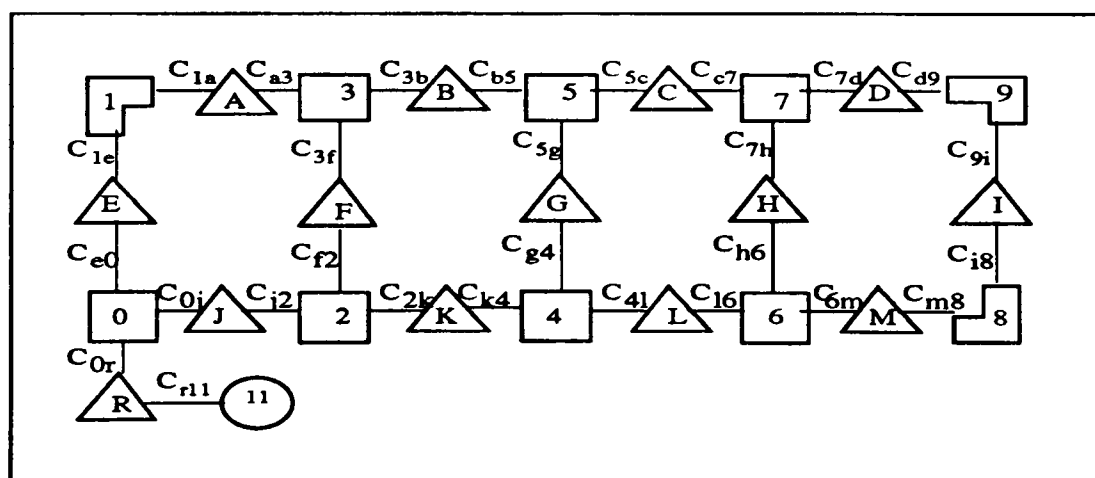 C1a Ca3 C3b Cb5 C5c Cc7 C7d Cd9
1 A 3 B 5 C 7 D 9
C1e C3f C5g C7h C9i
E F G H I
Ce0 Cf2 Cg4 Ch6 Ci8
C0j Cj2 C2k Ck4 C4l Cl6 C6m Cm8
0 J 2 K 4 L 6 M 8
C0r Cr11 11
R